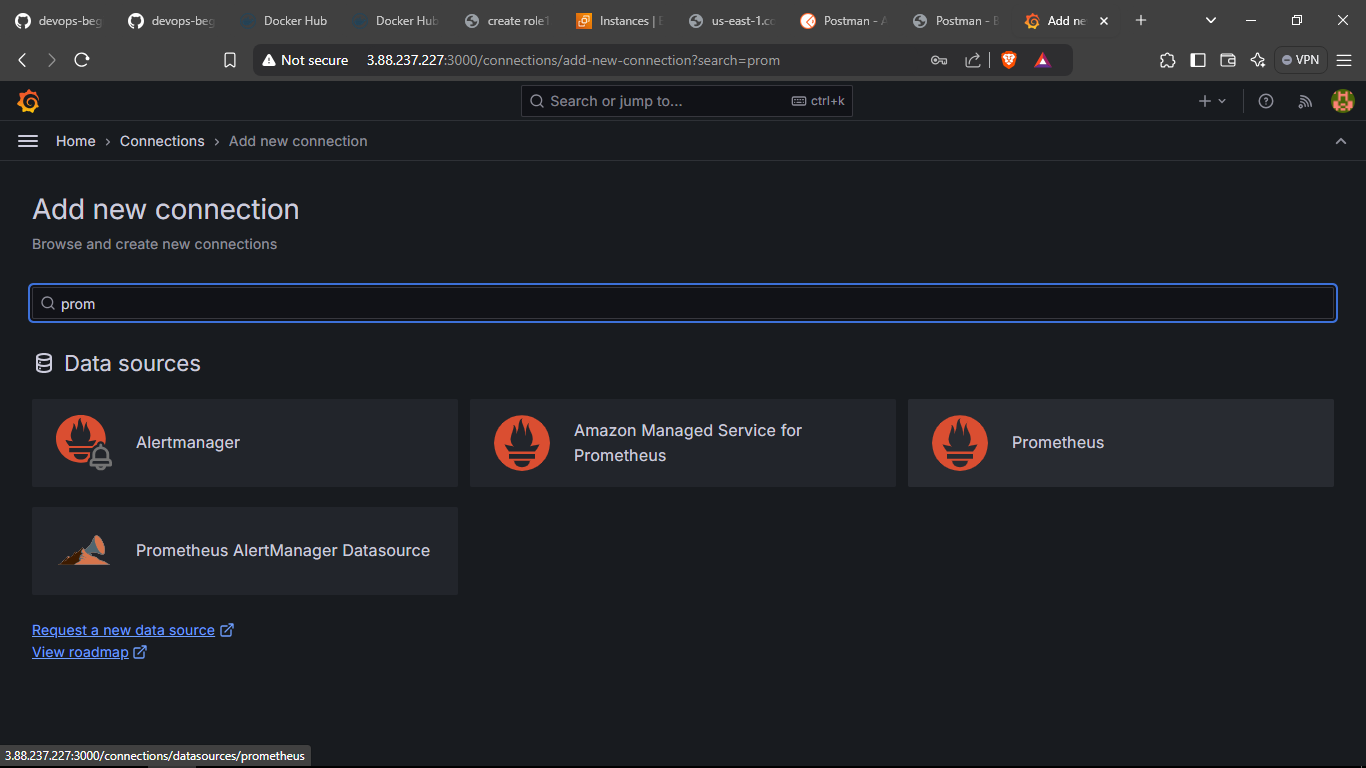 devops-beg
devops-beg
Docker Hub
Docker Hub
create role1
Instances | E
us-east-1.co
Postman - A
Postman - B
Add ne
Not secure
3.88.237.227:3000/connections/add-new-connection?search=prom
VPN
Search or jump to...
ctrl+k
Home › Connections › Add new connection
Add new connection
Browse and create new connections
prom
Data sources
Alertmanager
Amazon Managed Service for
Prometheus
Prometheus
Prometheus AlertManager Datasource
Request a new data source
View roadmap
3.88.237.227:3000/connections/datasources/prometheus